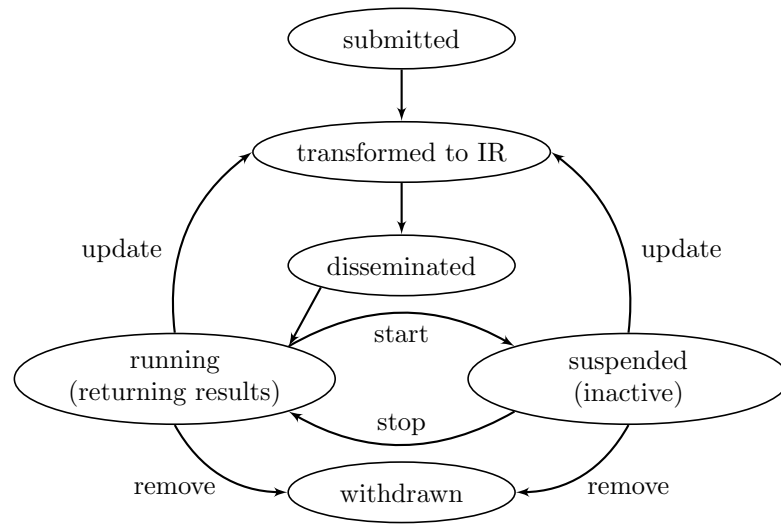 submitted
transformed to IR
update
update
disseminated
start
running
(returning results)
suspended
(inactive)
stop
remove
withdrawn
remove